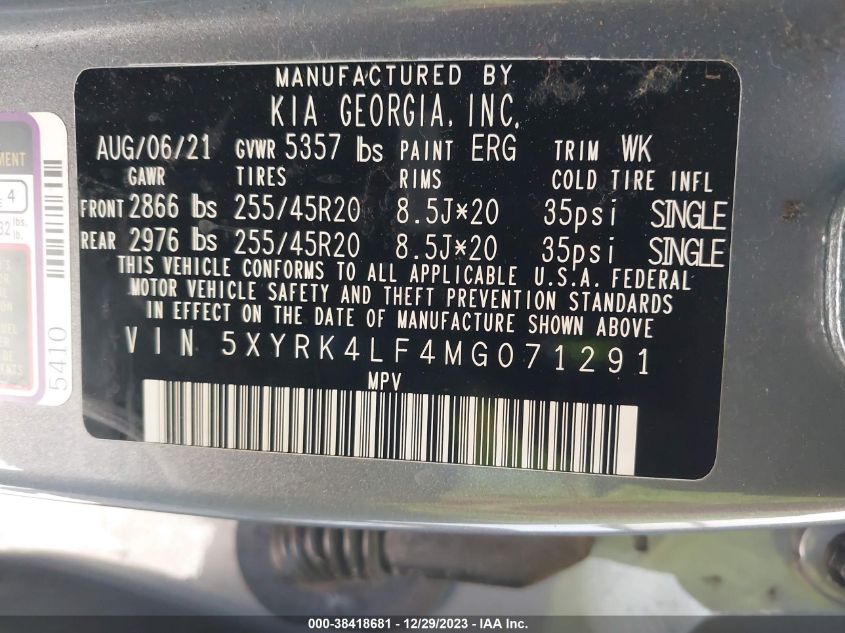 MANUFACTURED BY
KIA GEORGIA, INC.
AUG/06/21 GVWR 5357 lbs PAINT ERG TRIM WK
GAWR TIRES RIMS COLD TIRE INFL
FRONT 2866 lbs 255/45R20 8.5J*20 35psi SINGLE
REAR 2976 lbs 255/45R20 8.5J*20 35psi SINGLE
THIS VEHICLE CONFORMS TO ALL APPLICABLE U.S.A. FEDERAL
MOTOR VEHICLE SAFETY AND THEFT PREVENTION STANDARDS
IN EFFECT ON THE DATE OF MANUFACTURE SHOWN ABOVE
VIN 5XYRK4LF4MG071291
MPV
4
lbs.
lb.
5410
000-38418681 - 12/29/2023 - IAA Inc.